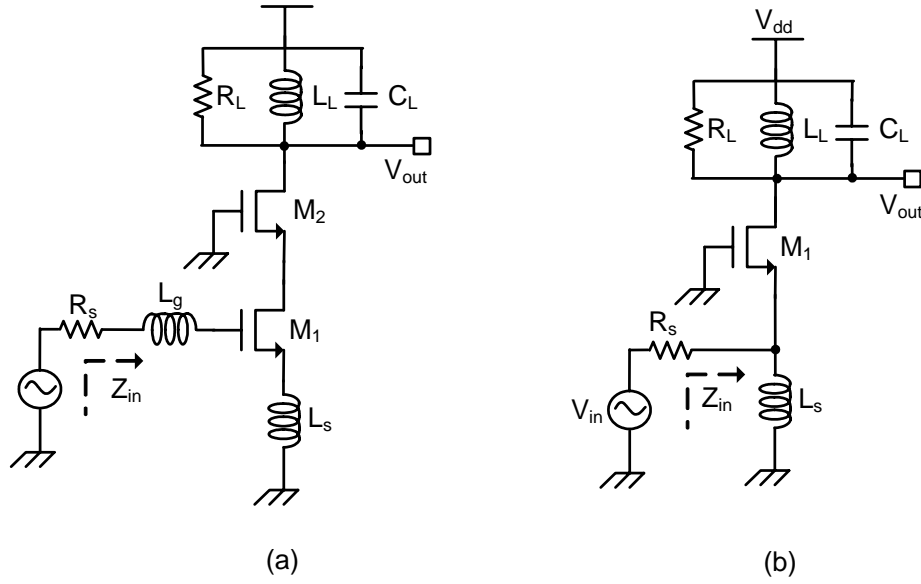 R_L
L_L
C_L
V_out
M_2
R_s
L_g
M_1
Z_in
L_s
(a)
V_dd
R_L
L_L
C_L
V_out
M_1
R_s
V_in
Z_in
L_s
(b)